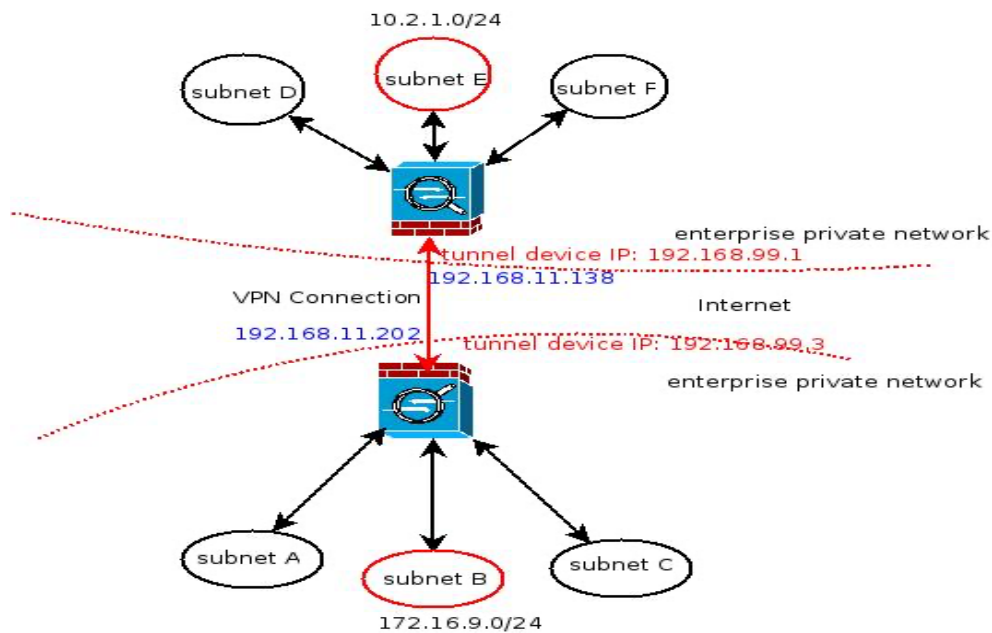 10.2.1.0/24
subnet D
subnet E
subnet F
enterprise private network
tunnel device IP: 192.168.99.1
192.168.11.138
VPN Connection
Internet
192.168.11.202
tunnel device IP: 192.168.99.3
enterprise private network
subnet A
subnet B
subnet C
172.16.9.0/24